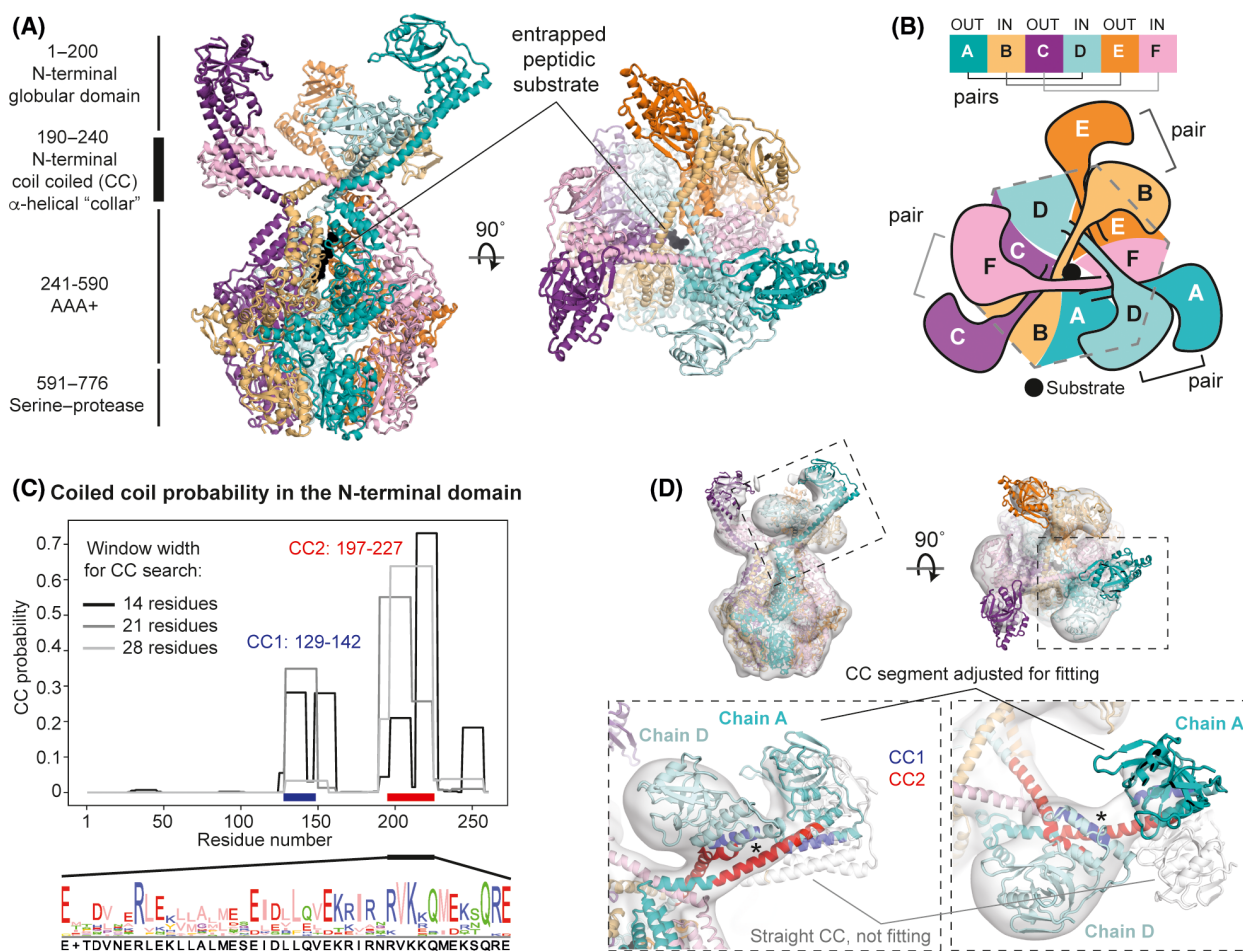 (A)
1–200
N-terminal
globular domain
190–240
N-terminal
coil coiled (CC)
α-helical “collar”
241-590
AAA+
591–776
Serine–protease
entrapped
peptidic
substrate
90°
(B)
OUT IN OUT IN OUT IN
A B C D E F
pairs
E
pair
B
D
E
pair
C
F
F
A
C
B
A
D
pair
Substrate
(C) Coiled coil probability in the N-terminal domain
CC probability
0.7
0.6
0.5
0.4
0.3
0.2
0.1
0
Window width
for CC search:
14 residues
21 residues
28 residues
CC2: 197-227
CC1: 129-142
1 50 100 150 200 250
Residue number
E+TDVNERLEKLLALMESEIDLLQVEKRIRNRVKKQMEKSQRE
(D)
90°
CC segment adjusted for fitting
Chain A
Chain D
CC1
CC2
*
Chain A
*
Chain D
Straight CC, not fitting